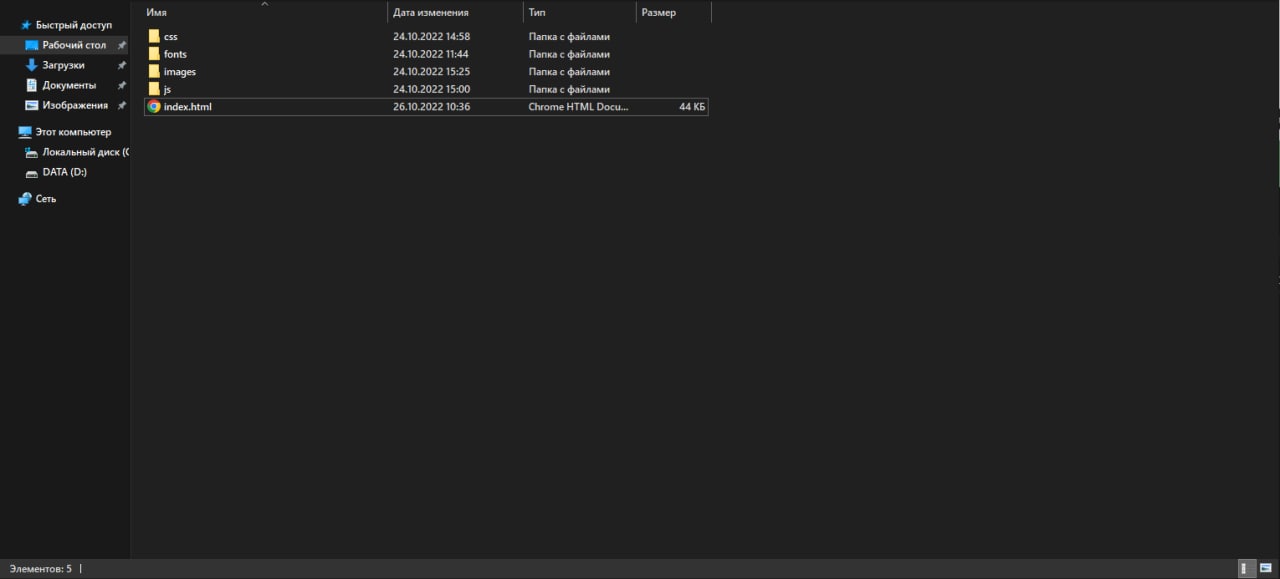 Имя Дата изменения Тип Размер
Быстрый доступ
Рабочий стол
Загрузки
Документы
Изображения
Этот компьютер
Локальный диск (C
DATA (D:)
Сеть
css 24.10.2022 14:58 Папка с файлами
fonts 24.10.2022 11:44 Папка с файлами
images 24.10.2022 15:25 Папка с файлами
js 24.10.2022 15:00 Папка с файлами
index.html 26.10.2022 10:36 Chrome HTML Docu... 44 КБ
Элементов: 5